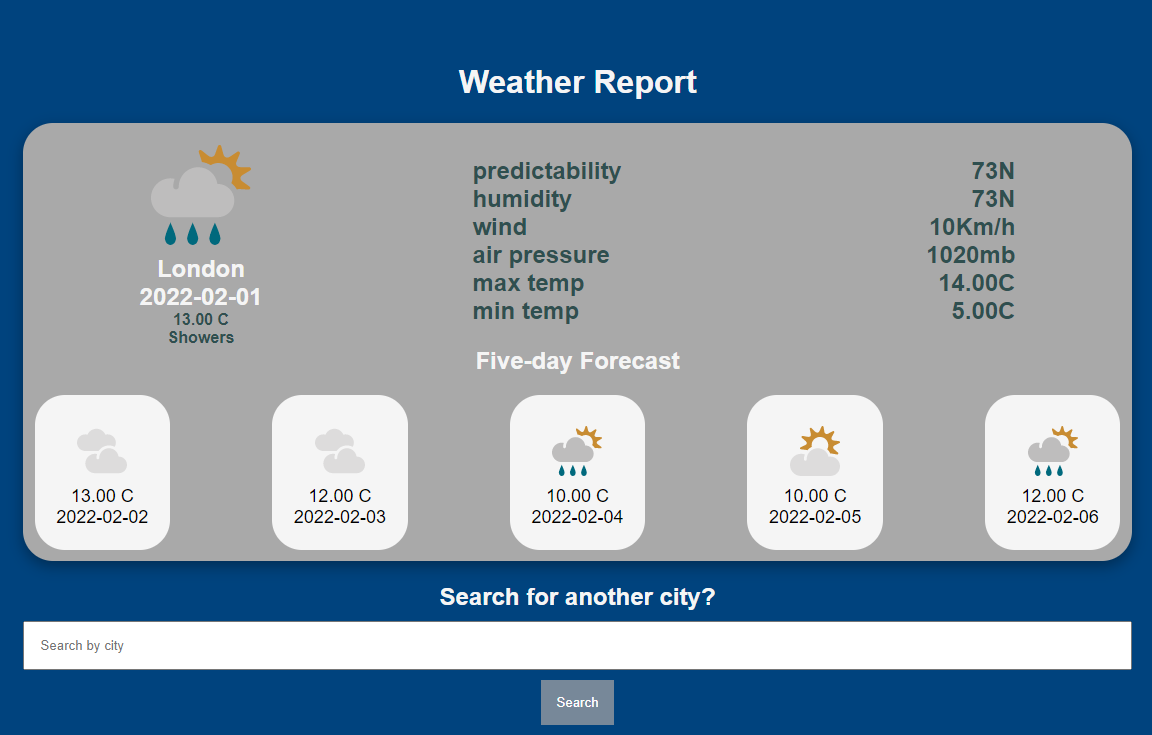 Weather Report
London
2022-02-01
13.00 C
Showers
predictability 73N
humidity 73N
wind 10Km/h
air pressure 1020mb
max temp 14.00C
min temp 5.00C
Five-day Forecast
13.00 C
2022-02-02
12.00 C
2022-02-03
10.00 C
2022-02-04
10.00 C
2022-02-05
12.00 C
2022-02-06
Search for another city?
Search by city
Search